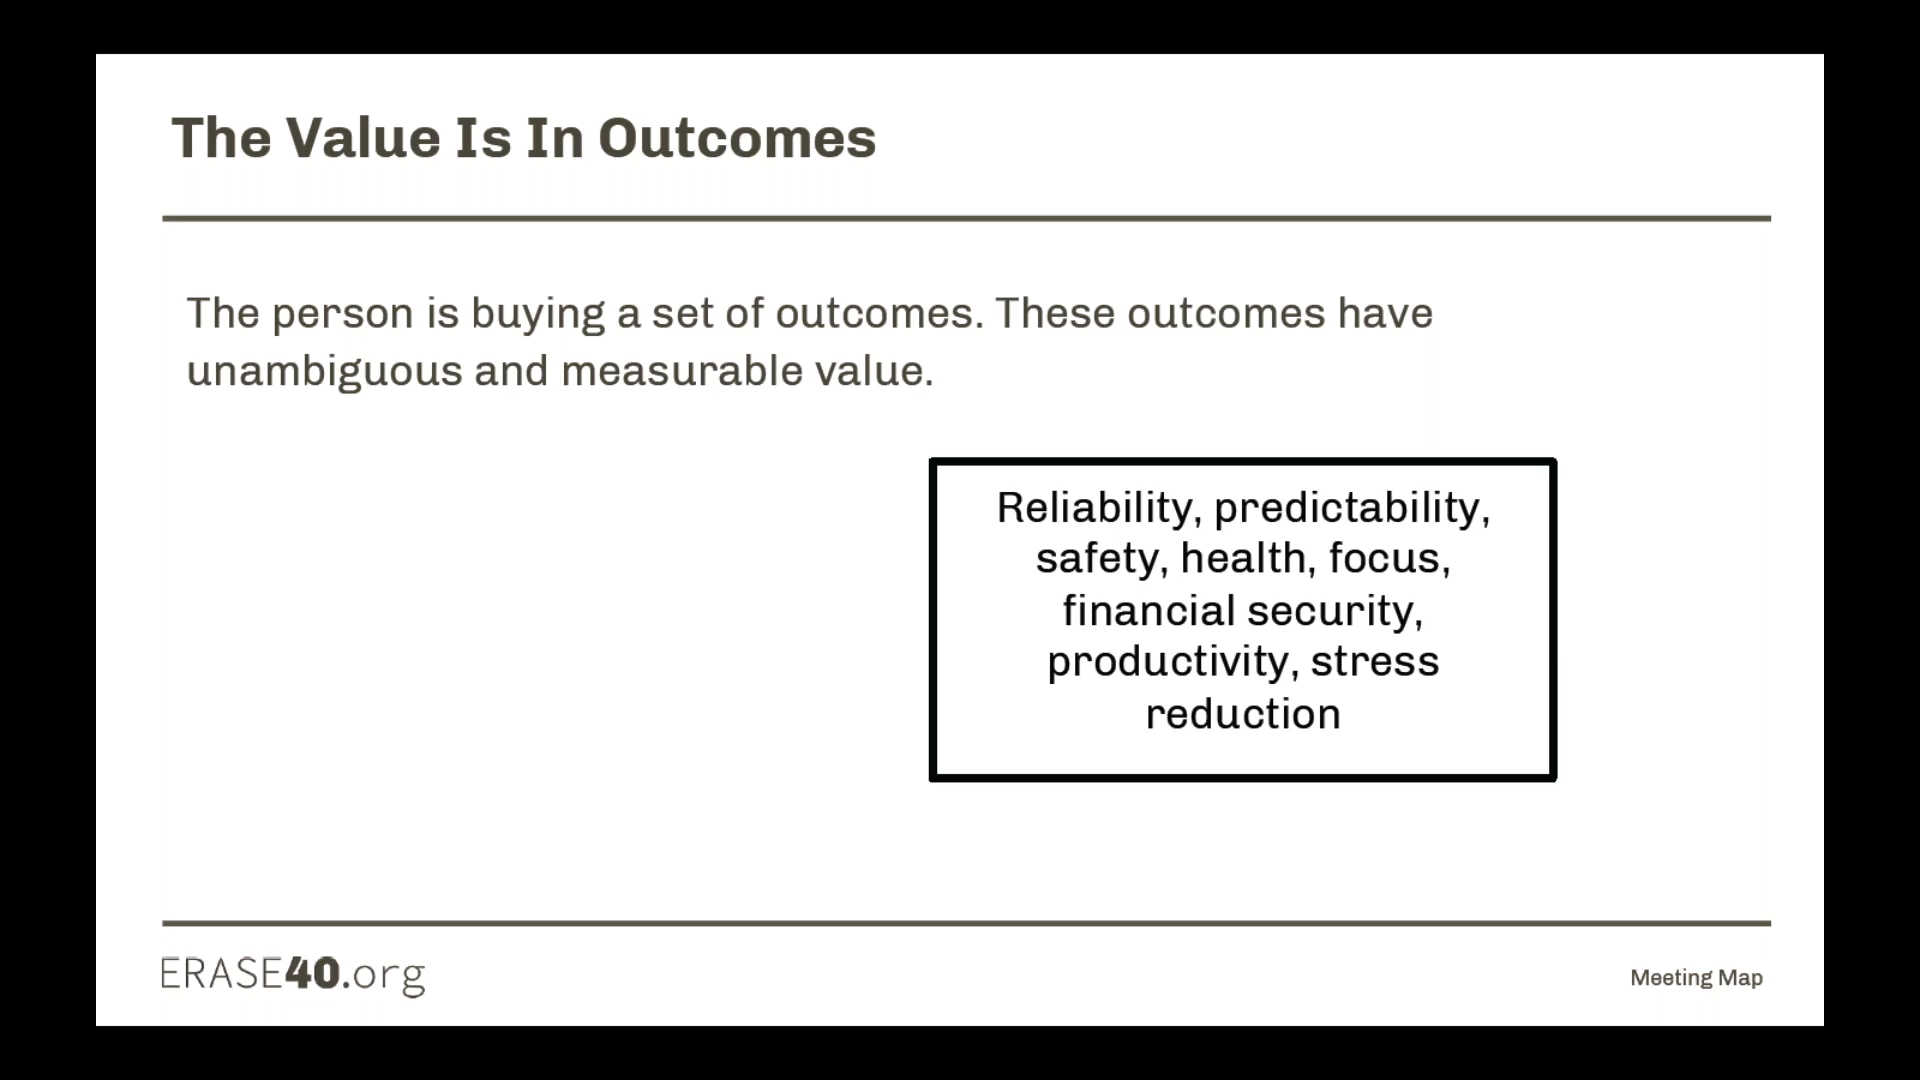 The Value Is In Outcomes
The person is buying a set of outcomes. These outcomes have
unambiguous and measurable value.
Reliability, predictability,
safety, health, focus,
financial security,
productivity, stress
reduction
ERASE40.org
Meeting Map